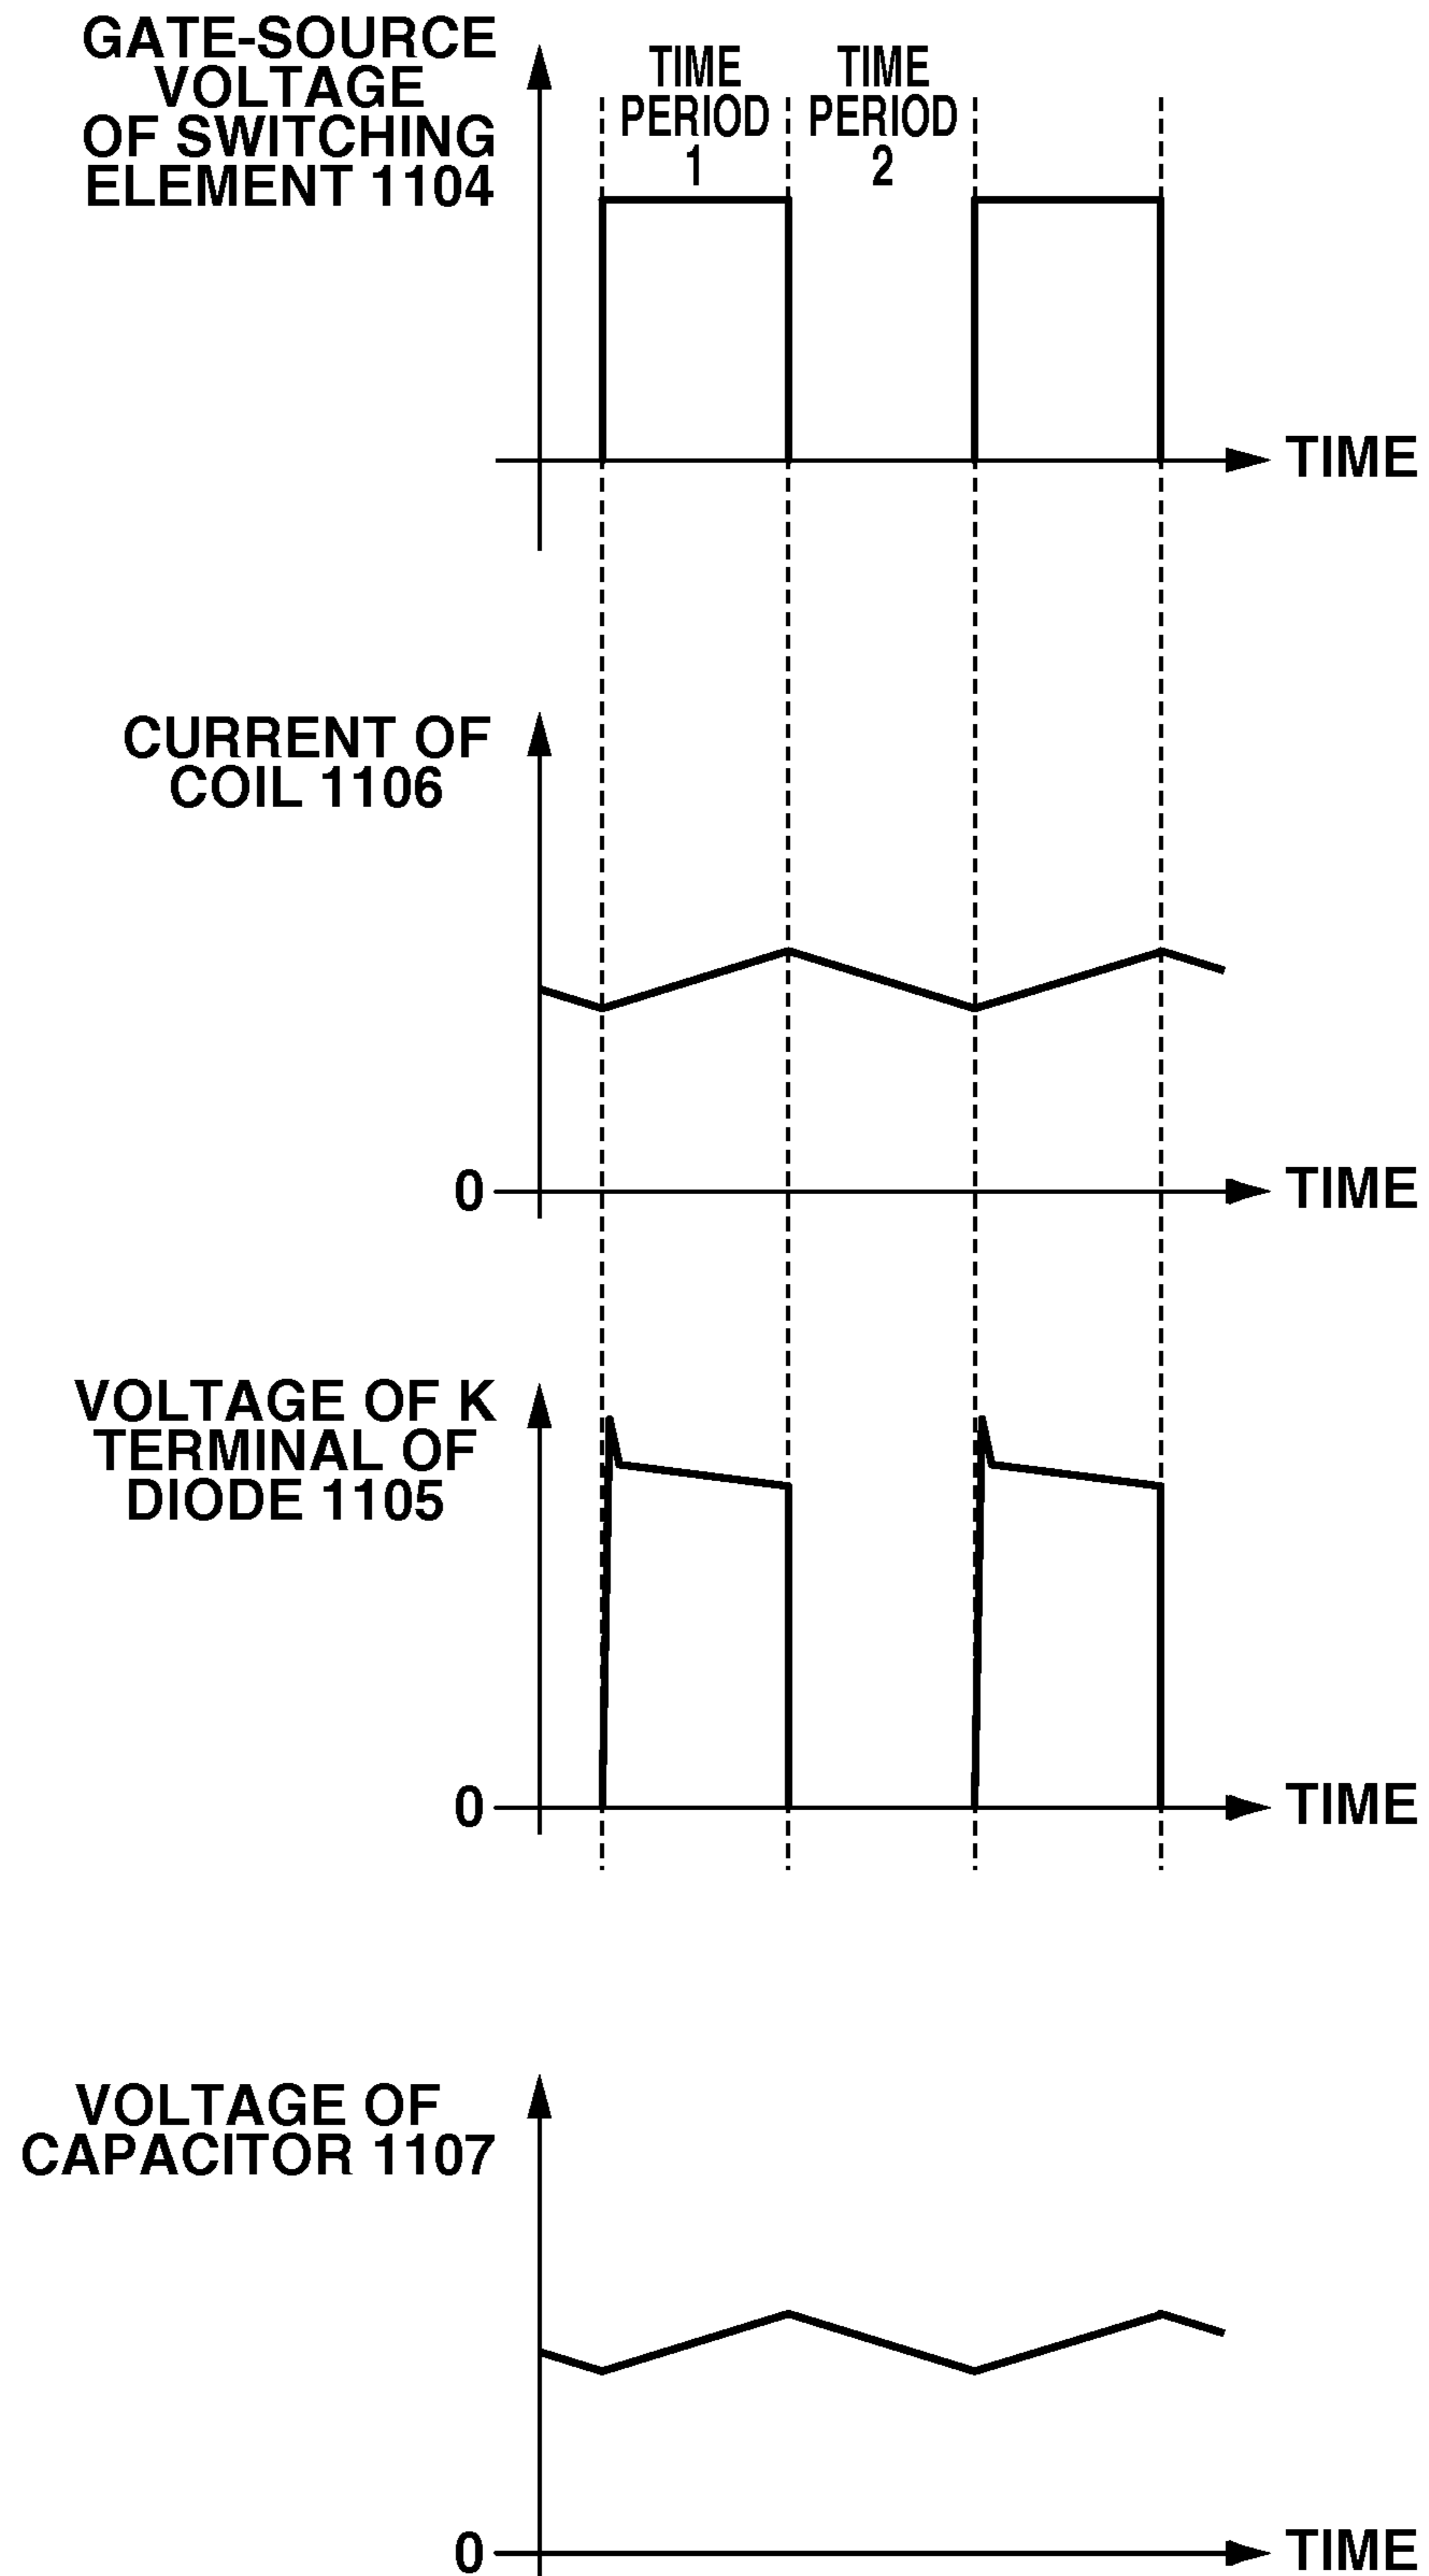 GATE-SOURCE
VOLTAGE
OF SWITCHING
ELEMENT 1104
TIME
PERIOD
1
TIME
PERIOD
2
TIME
CURRENT OF
COIL 1106
0
TIME
VOLTAGE OF K
TERMINAL OF
DIODE 1105
0
TIME
VOLTAGE OF
CAPACITOR 1107
0
TIME